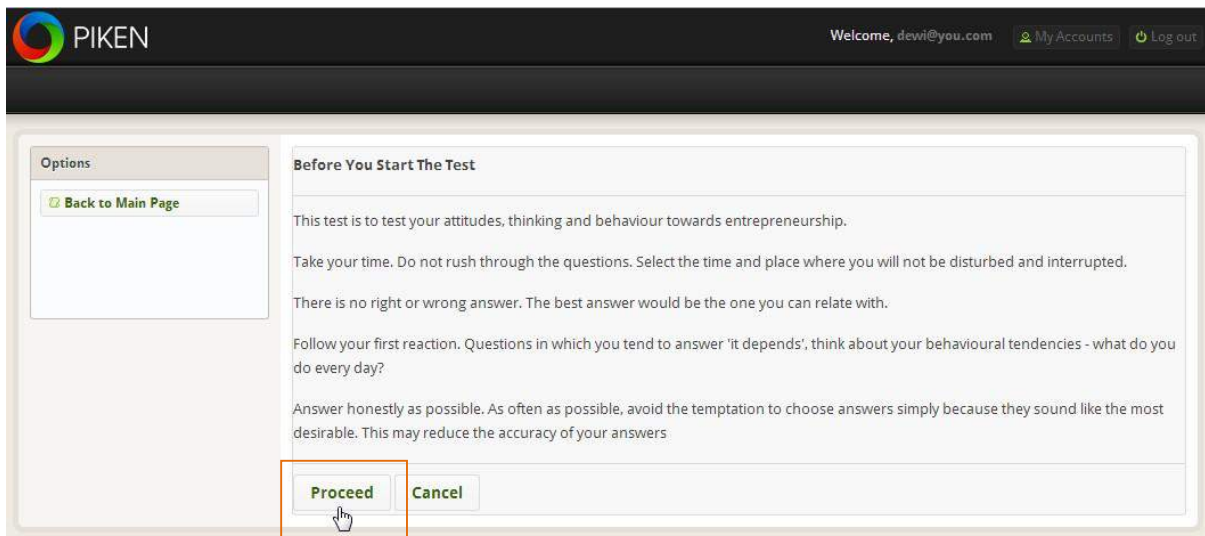 PIKEN
Welcome, dewi@you.com
My Accounts
Log out
Options
Back to Main Page
Before You Start The Test
This test is to test your attitudes, thinking and behaviour towards entrepreneurship.
Take your time. Do not rush through the questions. Select the time and place where you will not be disturbed and interrupted.
There is no right or wrong answer. The best answer would be the one you can relate with.
Follow your first reaction. Questions in which you tend to answer 'it depends', think about your behavioural tendencies - what do you
do every day?
Answer honestly as possible. As often as possible, avoid the temptation to choose answers simply because they sound like the most
desirable. This may reduce the accuracy of your answers
Proceed
Cancel